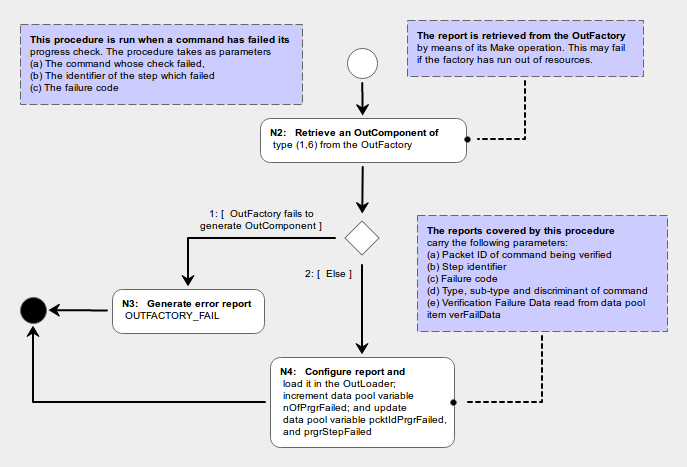 This procedure is run when a command has failed its
progress check. The procedure takes as parameters
(a) The command whose check failed,
(b) The identifier of the step which failed
(c) The failure code
The report is retrieved from the OutFactory
by means of its Make operation. This may fail
if the factory has run out of resources.
N2: Retrieve an OutComponent of
type (1,6) from the OutFactory
1: [ OutFactory fails to
generate OutComponent ]
2: [ Else ]
The reports covered by this procedure
carry the following parameters:
(a) Packet ID of command being verified
(b) Step identifier
(c) Failure code
(d) Type, sub-type and discriminant of command
(e) Verification Failure Data read from data pool
item verFailData
N3: Generate error report
OUTFACTORY_FAIL
N4: Configure report and
load it in the OutLoader;
increment data pool variable
nOfPrgrFailed; and update
data pool variable pcktIdPrgrFailed,
and prgrStepFailed